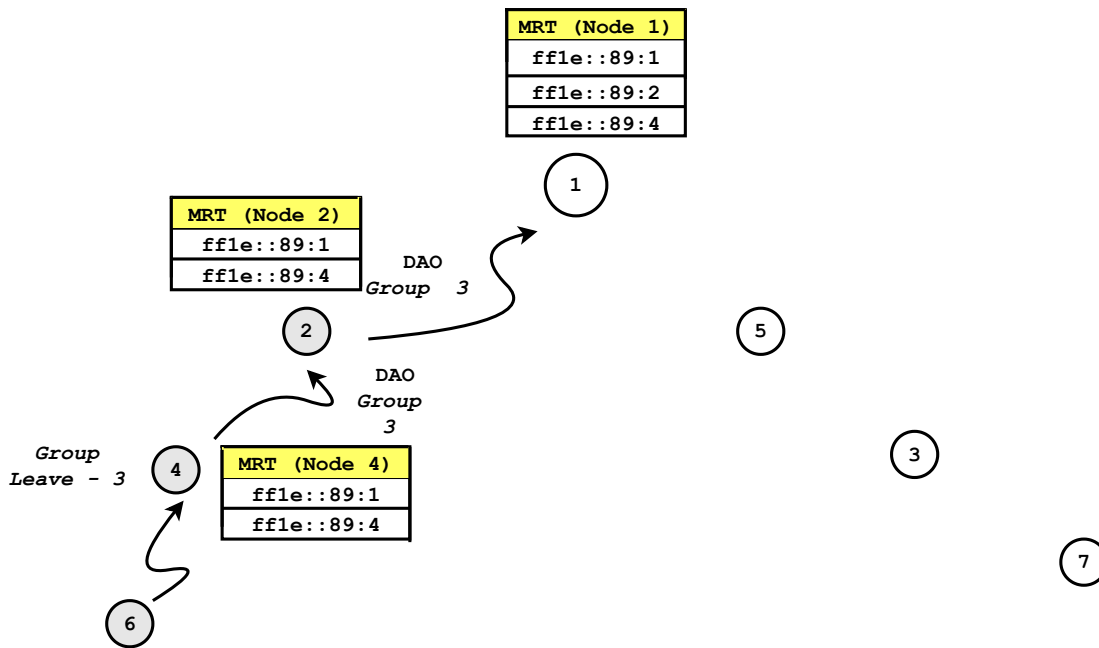 MRT (Node 1)
ff1e::89:1
ff1e::89:2
ff1e::89:4
1
MRT (Node 2)
ff1e::89:1
ff1e::89:4
DAO
Group 3
2
5
DAO
Group
3
Group
Leave - 3
4
MRT (Node 4)
ff1e::89:1
ff1e::89:4
3
7
6